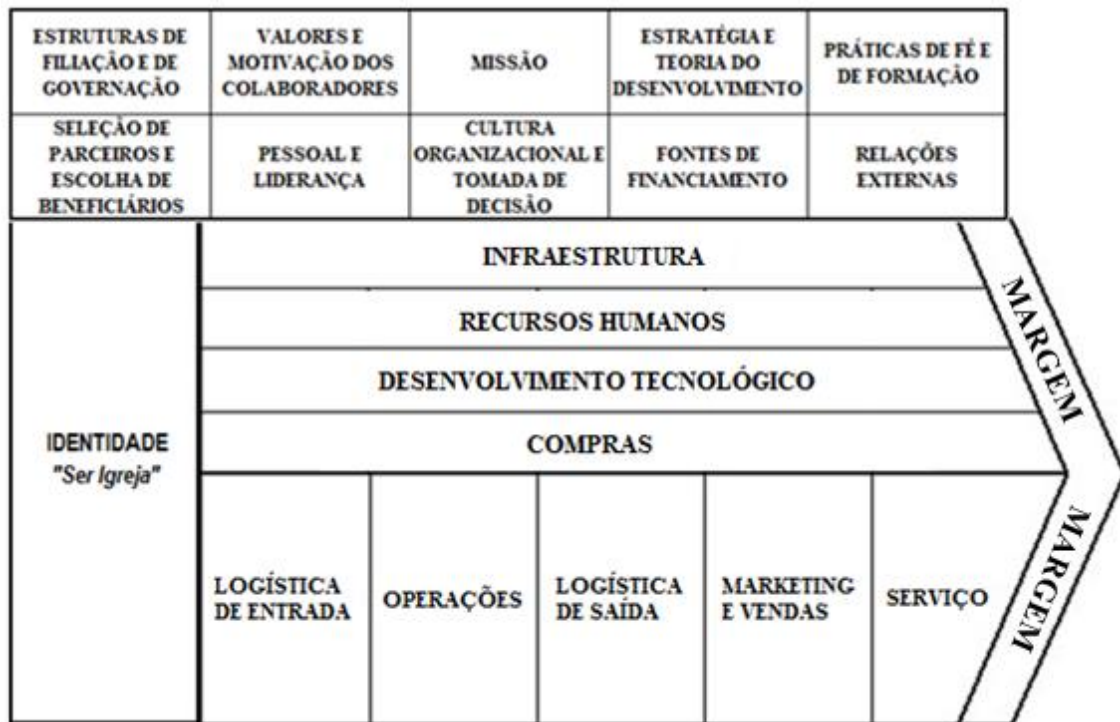 ESTRUTURAS DE
FILIAÇÃO E DE
GOVERNAÇÃO
VALORES E
MOTIVAÇÃO DOS
COLABORADORES
MISSÃO
ESTRATÉGIA E
TEORIA DO
DESENVOLVIMENTO
PRÁTICAS DE FÉ E
DE FORMAÇÃO
SELEÇÃO DE
PARCEIROS E
ESCOLHA DE
BENEFICIÁRIOS
PESSOAL E
LIDERANÇA
CULTURA
ORGANIZACIONAL E
TOMADA DE
DECISÃO
FONTES DE
FINANCIAMENTO
RELAÇÕES
EXTERNAS
IDENTIDADE
"Ser Igreja"
INFRAESTRUTURA
RECURSOS HUMANOS
DESENVOLVIMENTO TECNOLÓGICO
COMPRAS
LOGÍSTICA
DE ENTRADA
OPERAÇÕES
LOGÍSTICA
DE SAÍDA
MARKETING
E VENDAS
SERVIÇO
MARGEM
MARGEM